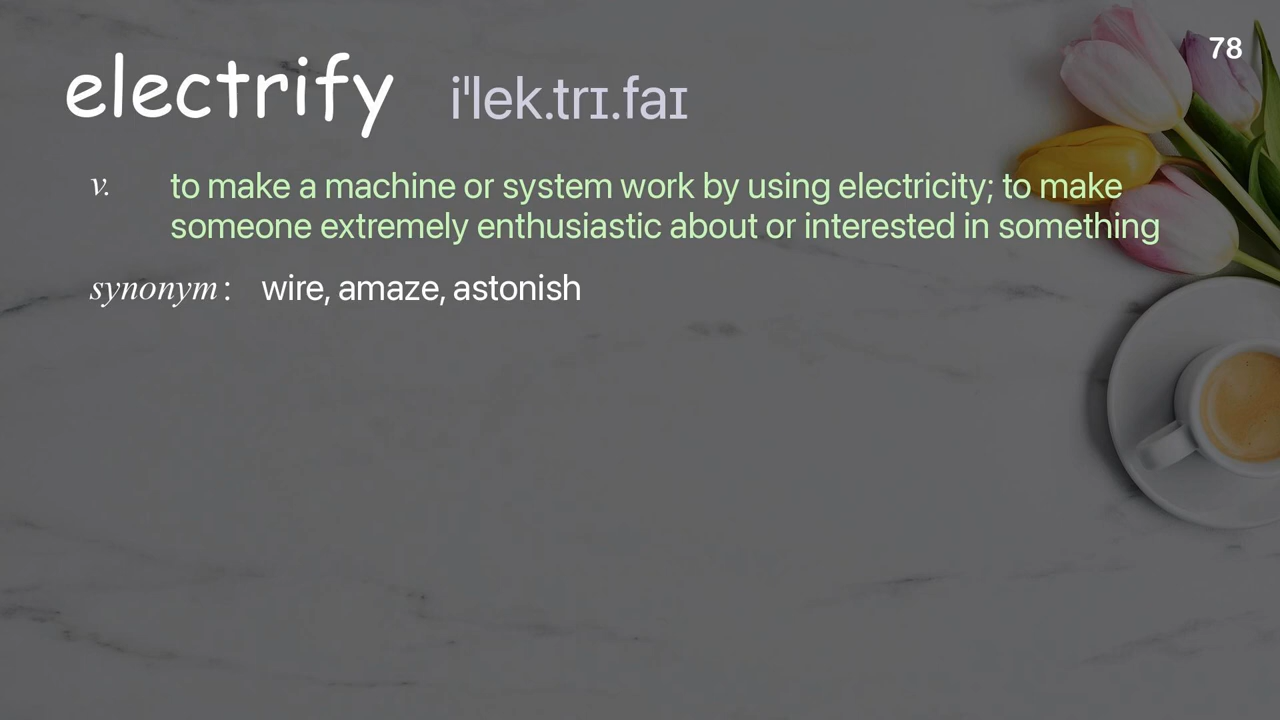 78
electrify iˈlek.trɪ.faɪ
v. to make a machine or system work by using electricity; to make
someone extremely enthusiastic about or interested in something
synonym: wire, amaze, astonish